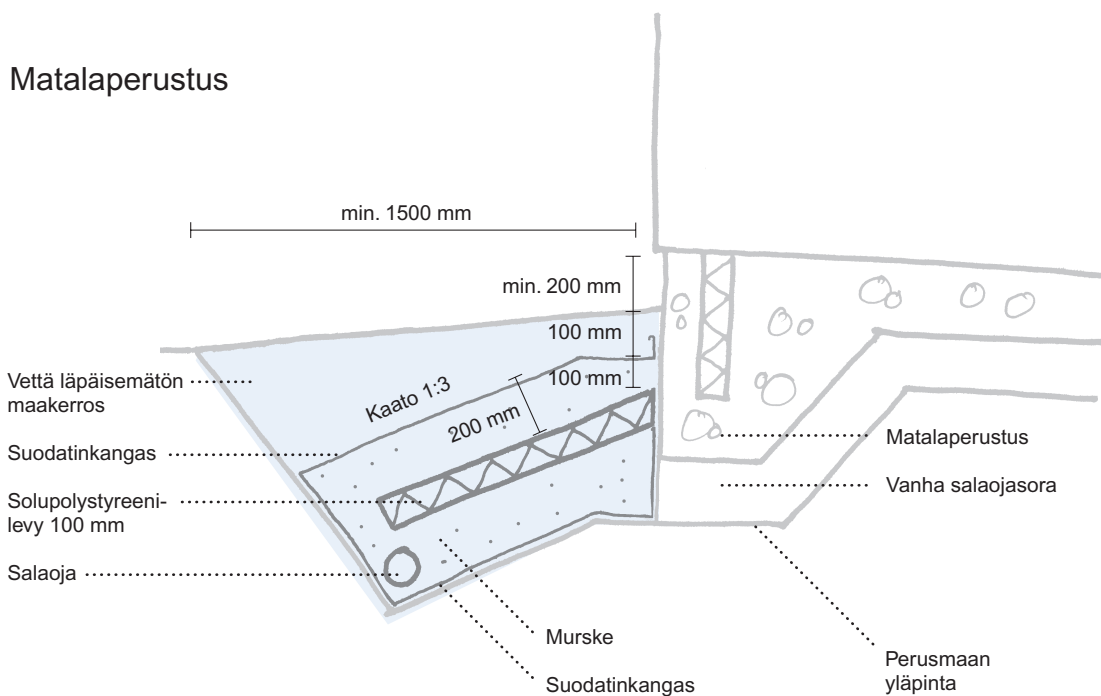 Matalaperustus
min. 1500 mm
min. 200 mm
100 mm
100 mm
Kaato 1:3
200 mm
Vettä läpäisemätön
maakerros
Suodatinkangas
Solupolystyreeni-
levy 100 mm
Salaoja
Matalaperustus
Vanha salaojasora
Murske
Suodatinkangas
Perusmaan
yläpinta